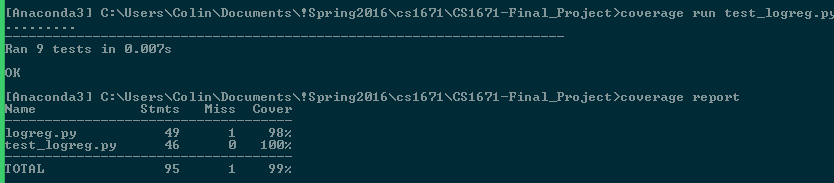 [Anaconda3] C:\Users\Colin\Documents\!Spring2016\cs1671\CS1671-Final_Project>coverage run test_logreg.py
.........
----------------------------------------------------------------------
Ran 9 tests in 0.007s
OK
[Anaconda3] C:\Users\Colin\Documents\!Spring2016\cs1671\CS1671-Final_Project>coverage report
Name             Stmts   Miss  Cover
------------------------------------
logreg.py           49      1    98%
test_logreg.py      46      0   100%
------------------------------------
TOTAL               95      1    99%